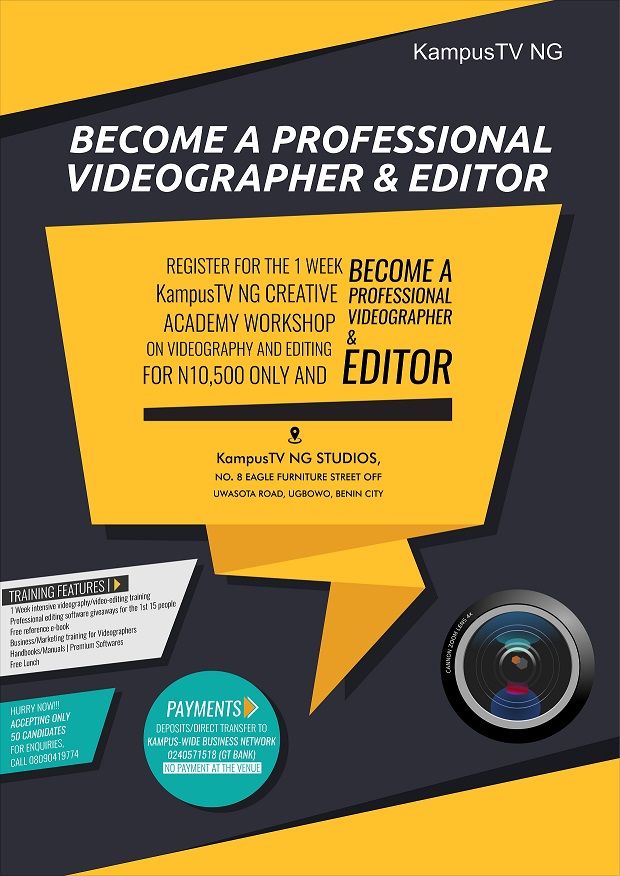 KampusTV NG
BECOME A PROFESSIONAL
VIDEOGRAPHER & EDITOR
REGISTER FOR THE 1 WEEK
KampusTV NG CREATIVE
ACADEMY WORKSHOP
ON VIDEOGRAPHY AND EDITING
FOR N10,500 ONLY AND
BECOME A
PROFESSIONAL
VIDEOGRAPHER
&
EDITOR
KampusTV NG STUDIOS,
NO. 8 EAGLE FURNITURE STREET OFF
UWASOTA ROAD, UGBOWO, BENIN CITY
TRAINING FEATURES |
1 Week intensive videography/video-editing training
Professional editing software giveaways for the 1st 15 people
Free reference e-book
Business/Marketing training for Videographers
Handbooks/Manuals | Premium Softwares
Free Lunch
HURRY NOW!!!
ACCEPTING ONLY
50 CANDIDATES
FOR ENQUIRIES,
CALL 08090419774
PAYMENTS
DEPOSITS/DIRECT TRANSFER TO
KAMPUS-WIDE BUSINESS NETWORK
0240571518 (GT BANK)
NO PAYMENT AT THE VENUE
CANNON ZOOM LENS 4x